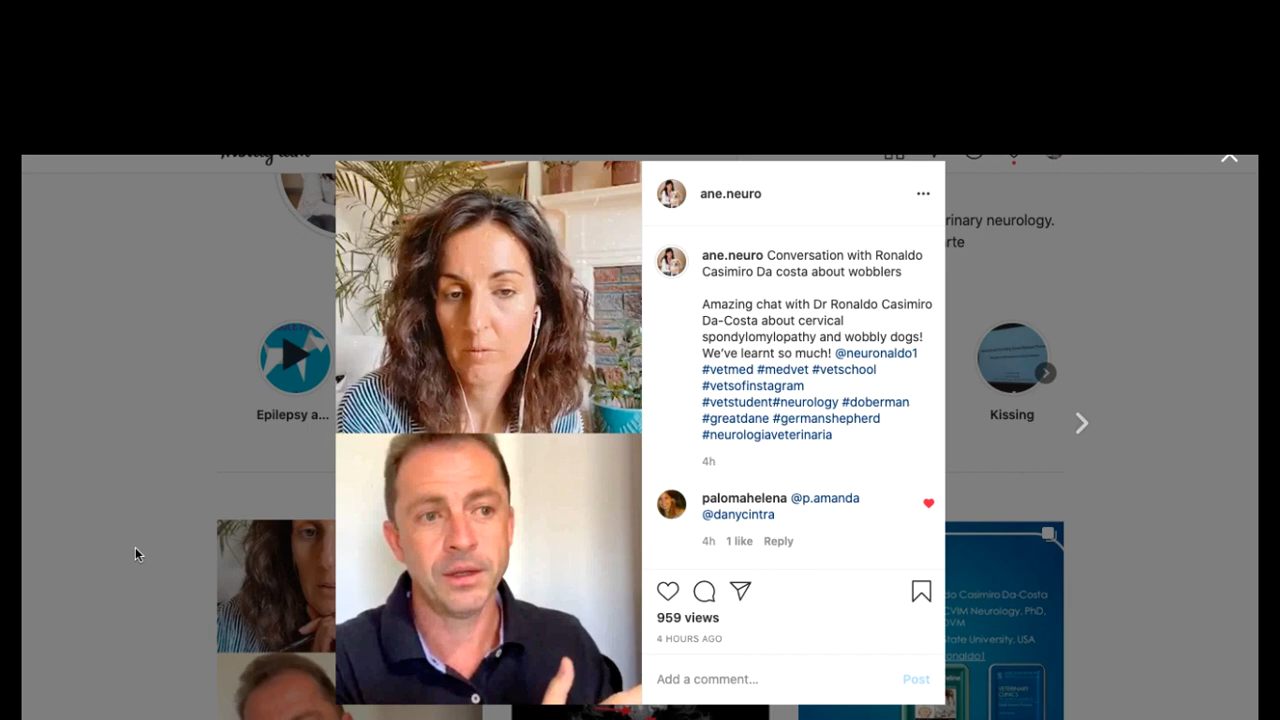 Instagram
ane.neuro
rinary neurology.
rte
ane.neuro Conversation with Ronaldo
Casimiro Da costa about wobblers
Amazing chat with Dr Ronaldo Casimiro
Da-Costa about cervical
spondylomylopathy and wobbly dogs!
We've learnt so much! @neuronaldo1
#vetmed #medvet #vetschool
#vetsofinstagram
#vetstudent#neurology #doberman
#greatdane #germanshepherd
#neurologiaveterinaria
4h
Epilepsy a...
Kissing
palomahelena @p.amanda
@danycintra
4h 1 like Reply
959 views
4 HOURS AGO
Add a comment... Post
do Casimiro Da-Costa
CVIM Neurology, PhD,
DVM
State University, USA
onaldo1